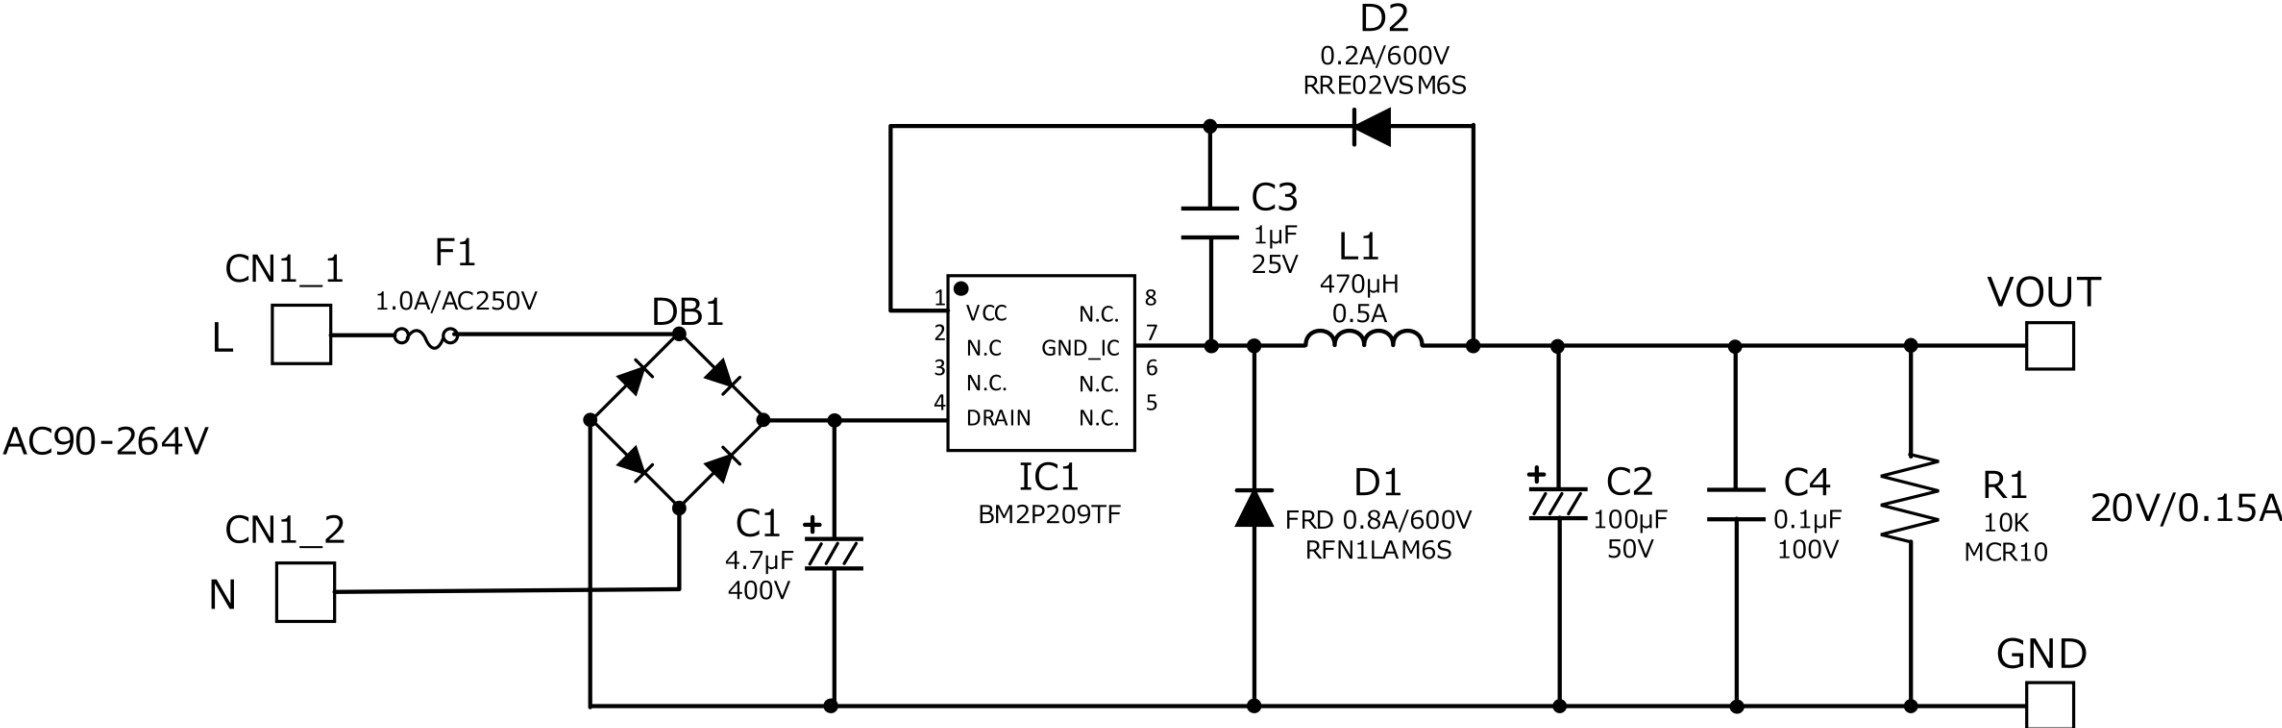 D2
0.2A/600V
RRE02VSM6S
C3
1µF
25V
L1
470µH
0.5A
CN1_1
F1
1.0A/AC250V
L
DB1
1
VCC
2
N.C
3
N.C.
4
DRAIN
N.C.
8
GND_IC
7
N.C.
6
N.C.
5
IC1
BM2P209TF
VOUT
AC90-264V
CN1_2
N
C1
+
4.7µF
400V
D1
FRD 0.8A/600V
RFN1LAM6S
+
C2
100µF
50V
C4
0.1µF
100V
R1
10K
MCR10
20V/0.15A
GND